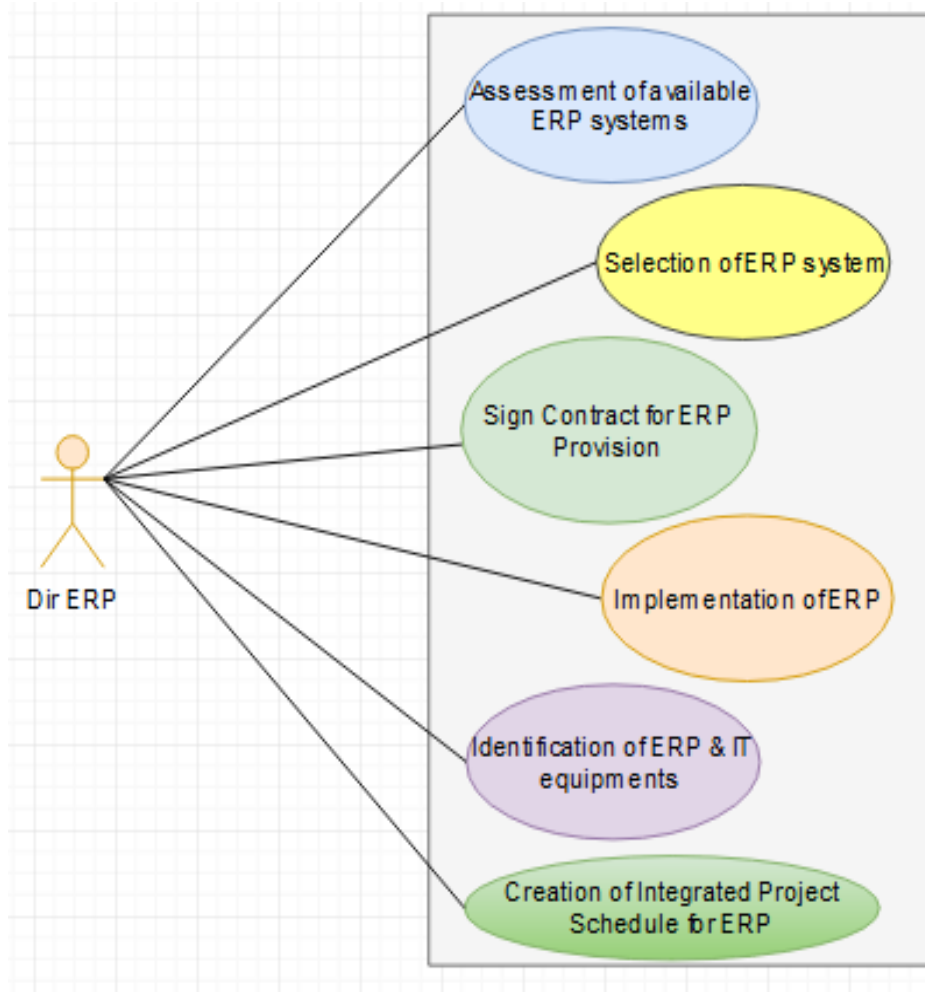 Assessment of available
ERP systems
Selection of ERP system
Sign Contract for ERP
Provision
Dir ERP
Implementation of ERP
Identification of ERP & IT
equipments
Creation of Integrated Project
Schedule for ERP